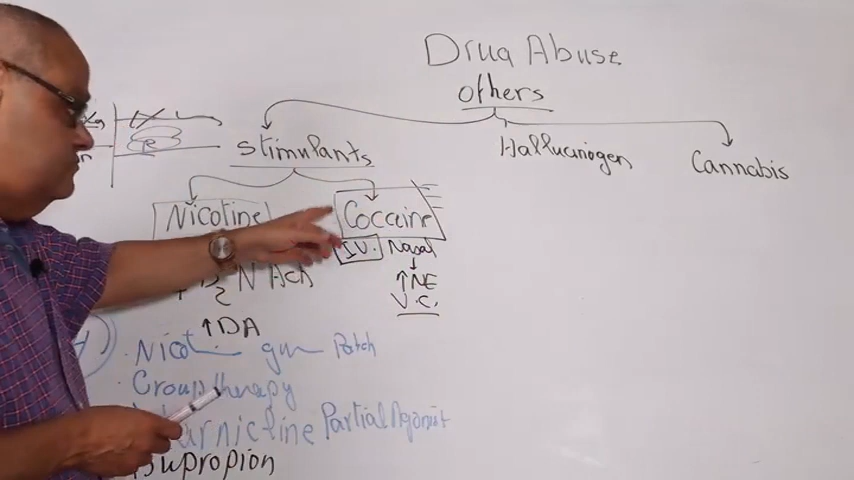 Drug Abuse
others
stimulants
Hallucinogen
Cannabis
Nicotine
Cocaine
I.V. Nasal
N Ach
↑NE
V.C.
↑DA
Nicot gum Patch
Group therapy
Partial Agonist
Bupropion